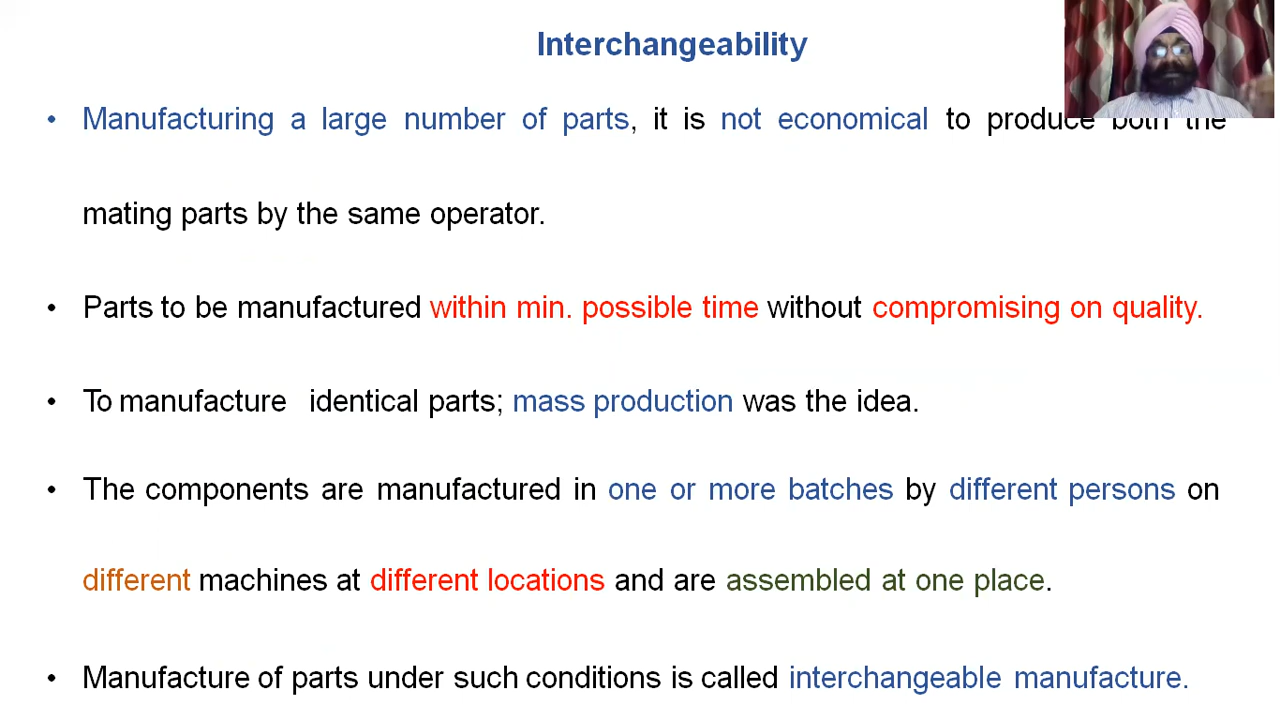 Interchangeability
• Manufacturing a large number of parts, it is not economical to produce both the
mating parts by the same operator.
• Parts to be manufactured within min. possible time without compromising on quality.
• To manufacture identical parts; mass production was the idea.
• The components are manufactured in one or more batches by different persons on
different machines at different locations and are assembled at one place.
• Manufacture of parts under such conditions is called interchangeable manufacture.